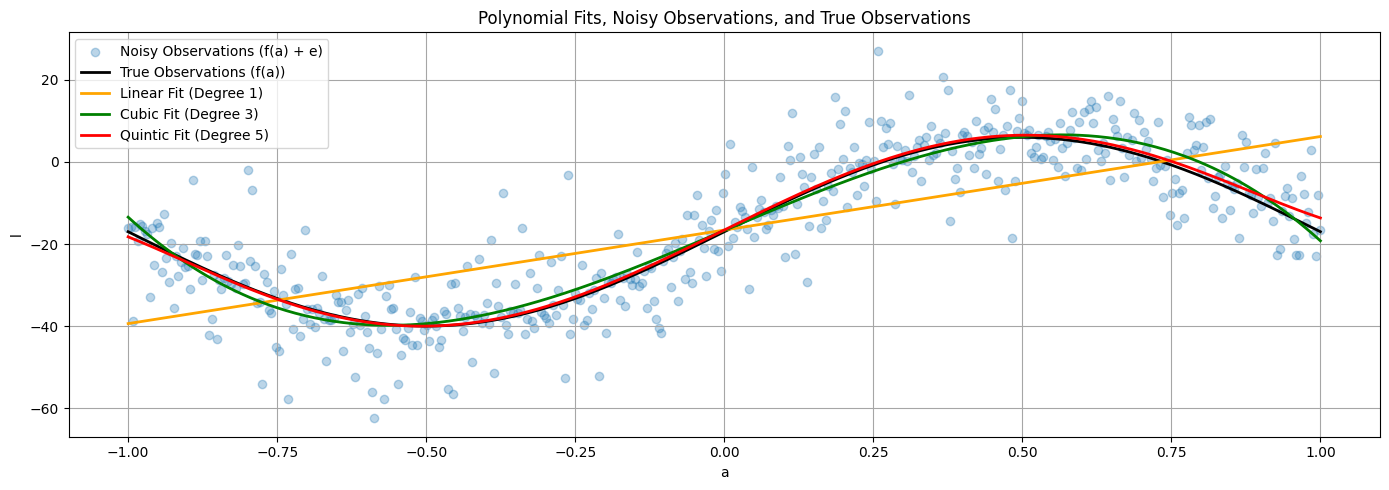 Polynomial Fits, Noisy Observations, and True Observations
Noisy Observations (f(a) + e)
True Observations (f(a))
Linear Fit (Degree 1)
Cubic Fit (Degree 3)
Quintic Fit (Degree 5)
20
0
−20
−40
−60
l
−1.00 −0.75 −0.50 −0.25 0.00 0.25 0.50 0.75 1.00
a